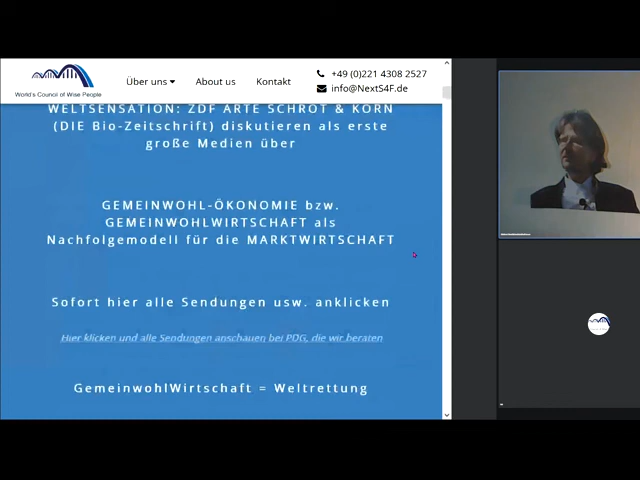 World's Council of Wise People
Über uns
About us
Kontakt
+49 (0)221 4308 2527
info@NextS4F.de
WELTSENSATION: ZDF ARTE SCHROT & KORN
(DIE Bio-Zeitschrift) diskutieren als erste
große Medien über
GEMEINWOHL-ÖKONOMIE bzw.
GEMEINWOHLWIRTSCHAFT als
Nachfolgemodell für die MARKTWIRTSCHAFT
Sofort hier alle Sendungen usw. anklicken
Hier klicken und alle Sendungen anschauen bei PDG, die wir beraten
GemeinwohlWirtschaft = Weltrettung